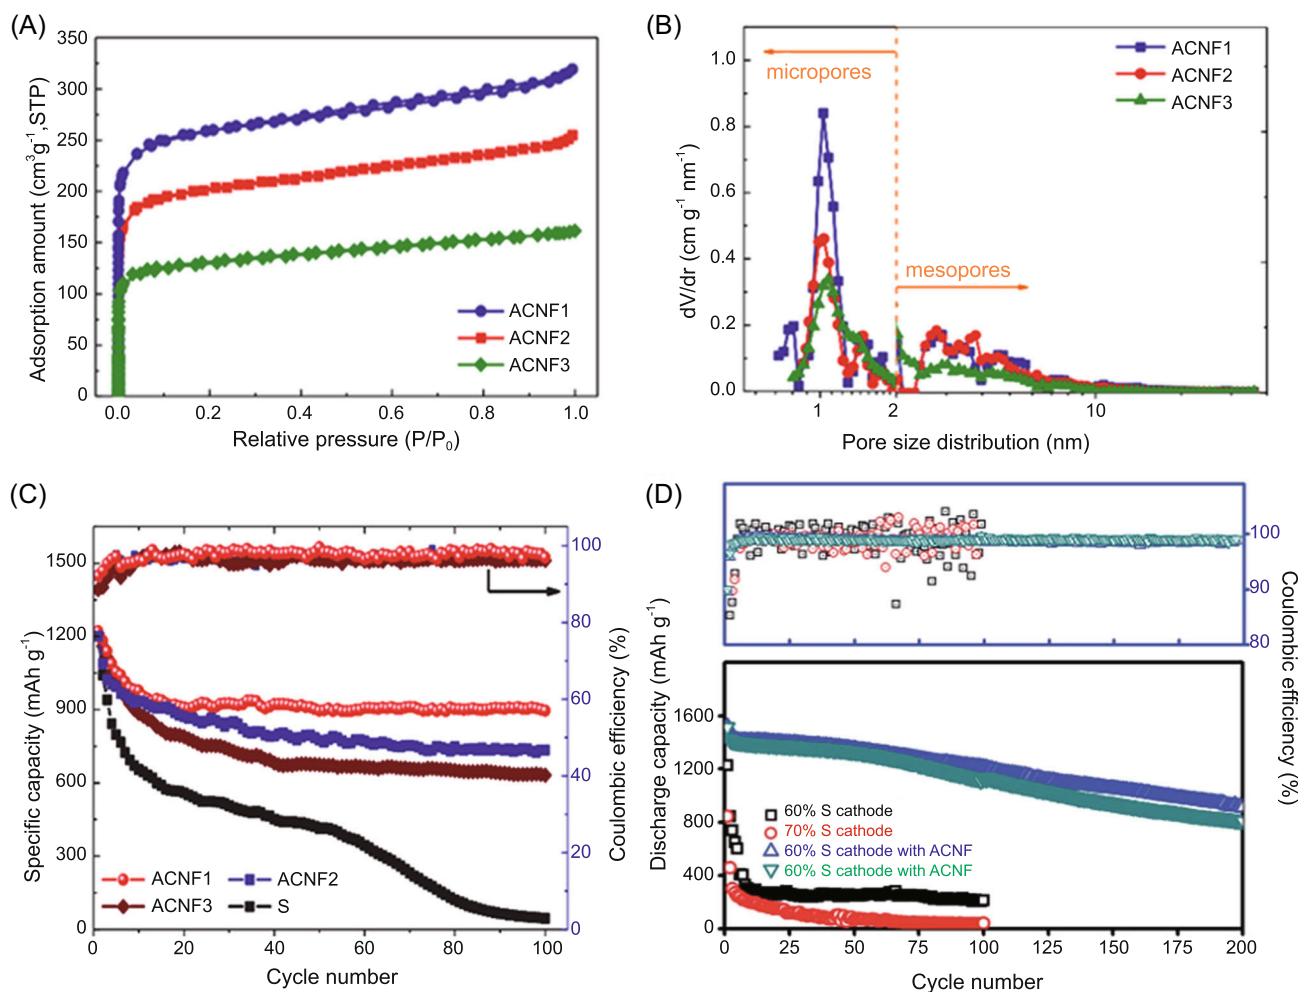 (A)
350
300
250
200
150
100
50
0
Adsorption amount (cm³g⁻¹,STP)
ACNF1
ACNF2
ACNF3
0.0 0.2 0.4 0.6 0.8 1.0
Relative pressure (P/P₀)
(B)
1.0
0.8
0.6
0.4
0.2
0.0
dV/dr (cm g⁻¹ nm⁻¹)
micropores
mesopores
ACNF1
ACNF2
ACNF3
1 2 10
Pore size distribution (nm)
(C)
1500
1200
900
600
300
0
Specific capacity (mAh g⁻¹)
100
80
60
40
20
0
Coulombic efficiency (%)
ACNF1 ACNF2
ACNF3 S
0 20 40 60 80 100
Cycle number
(D)
100
90
80
Coulombic efficiency (%)
1600
1200
800
400
0
Discharge capacity (mAh g⁻¹)
60% S cathode
70% S cathode
60% S cathode with ACNF
60% S cathode with ACNF
0 25 50 75 100 125 150 175 200
Cycle number